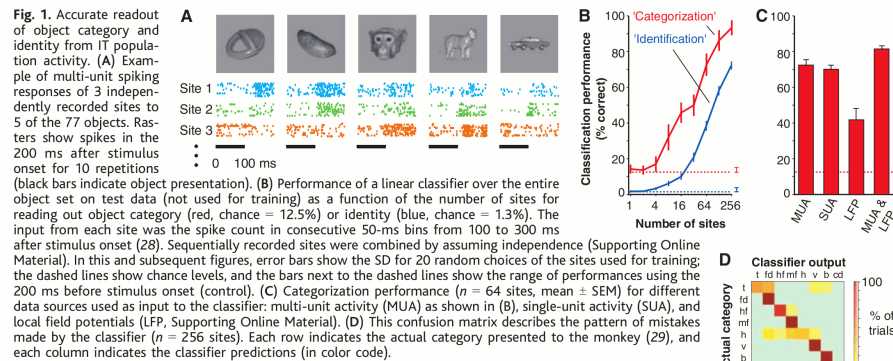 Fig. 1. Accurate readout
of object category and
identity from IT popula-
tion activity. (A) Exam-
ple of multi-unit spiking
responses of 3 indepen-
dently recorded sites to
5 of the 77 objects. Ras-
ters show spikes in the
200 ms after stimulus
onset for 10 repetitions
(black bars indicate object presentation). (B) Performance of a linear classifier over the entire
object set on test data (not used for training) as a function of the number of sites for
reading out object category (red, chance = 12.5%) or identity (blue, chance = 1.3%). The
input from each site was the spike count in consecutive 50-ms bins from 100 to 300 ms
after stimulus onset (28). Sequentially recorded sites were combined by assuming independence (Supporting Online
Material). In this and subsequent figures, error bars show the SD for 20 random choices of the sites used for training;
the dashed lines show chance levels, and the bars next to the dashed lines show the range of performances using the
200 ms before stimulus onset (control). (C) Categorization performance (n = 64 sites, mean ± SEM) for different
data sources used as input to the classifier: multi-unit activity (MUA) as shown in (B), single-unit activity (SUA), and
local field potentials (LFP, Supporting Online Material). (D) This confusion matrix describes the pattern of mistakes
made by the classifier (n = 256 sites). Each row indicates the actual category presented to the monkey (29), and
each column indicates the classifier predictions (in color code).
A
Site 1
Site 2
Site 3
0 100 ms
B
Classification performance
(% correct)
100
80
60
40
20
0
'Categorization'
'Identification'
1 4 16 64 256
Number of sites
C
100
80
60
40
20
0
MUA
SUA
LFP
MUA &
LFP
D
Classifier output
t fd hf mf h v b cd
t
fd
hf
mf
h
v
b
100
% of
trials